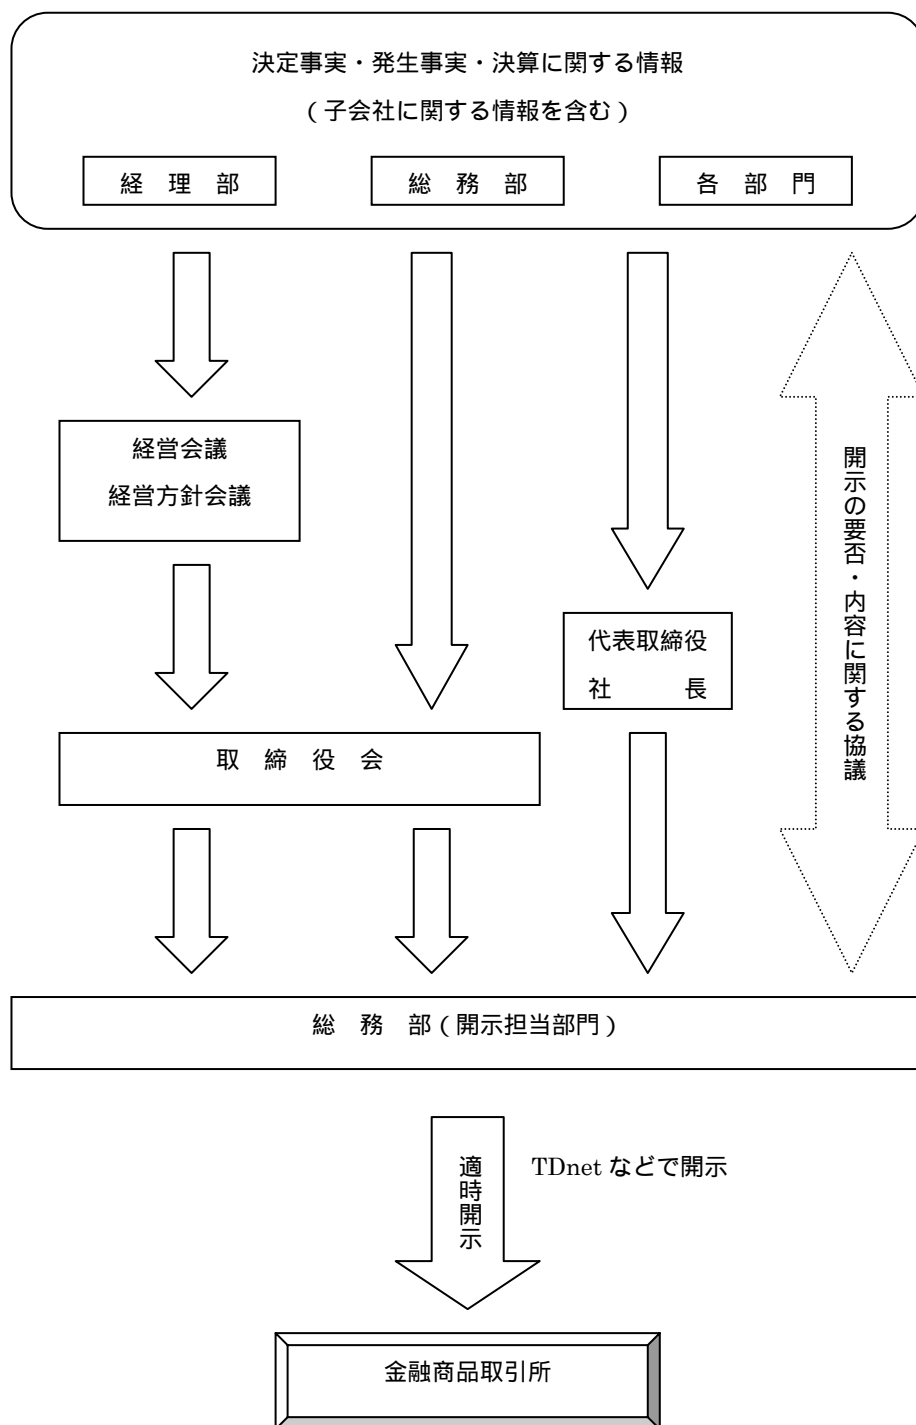 決定事実・発生事実・決算に関する情報
（子会社に関する情報を含む）
経　理　部
総　務　部
各　部　門
経営会議
経営方針会議
代表取締役
社　　　長
開示の要否・内容に関する協議
取　締　役　会
総　務　部（開示担当部門）
適時開示
TDnet などで開示
金融商品取引所